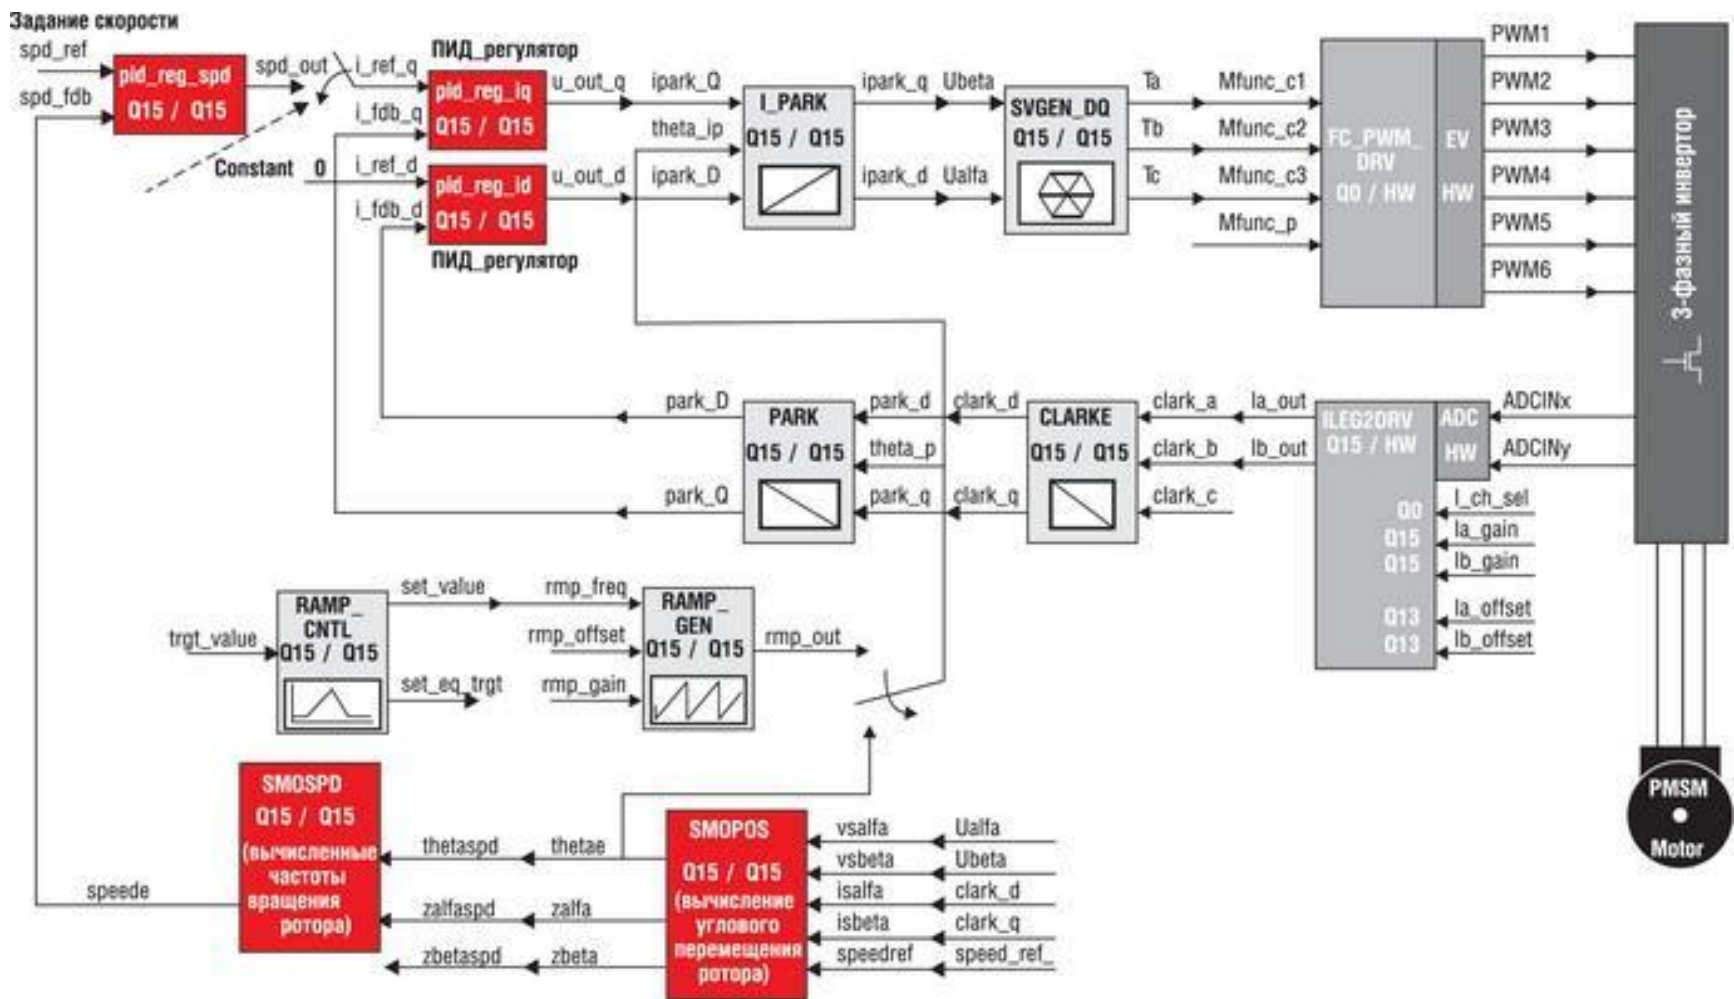 Задание скорости
spd_ref
pid_reg_spd
spd_fdb
Q15 / Q15
spd_out
i_ref_q
ПИД_регулятор
pid_reg_iq
Q15 / Q15
i_fdb_q
u_out_q
Constant 0
i_ref_d
pid_reg_id
Q15 / Q15
i_fdb_d
u_out_d
ПИД_регулятор
ipark_Q
theta_ip
ipark_D
I_PARK
Q15 / Q15
ipark_q
Ubeta
ipark_d
Ualfa
SVGEN_DQ
Q15 / Q15
Ta
Tb
Tc
Mfunc_c1
Mfunc_c2
Mfunc_c3
Mfunc_p
FC_PWM_
DRV
Q0 / HW
EV
HW
PWM1
PWM2
PWM3
PWM4
PWM5
PWM6
3-фазный инвертор
park_D
park_Q
PARK
Q15 / Q15
park_d
theta_p
park_q
clark_d
clark_q
CLARKE
Q15 / Q15
clark_a
clark_b
clark_c
Ia_out
Ib_out
ILEG2DRV
Q15 / HW
ADC
HW
ADCINx
ADCINy
Q0
I_ch_sel
Q15
Ia_gain
Q15
Ib_gain
Q13
Ia_offset
Q13
Ib_offset
trgt_value
RAMP_
CNTL
Q15 / Q15
set_value
set_eq_trgt
rmp_freq
rmp_offset
rmp_gain
RAMP_
GEN
Q15 / Q15
rmp_out
speede
SMOSPD
Q15 / Q15
(вычисленные
частоты
вращения
ротора)
thetaspd
zalfaspd
zbetaspd
thetae
zalfa
zbeta
SMOPOS
Q15 / Q15
(вычисление
углового
перемещения
ротора)
vsalfa
vsbeta
isalfa
isbeta
speedref
Ualfa
Ubeta
clark_d
clark_q
speed_ref_
PMSM
Motor